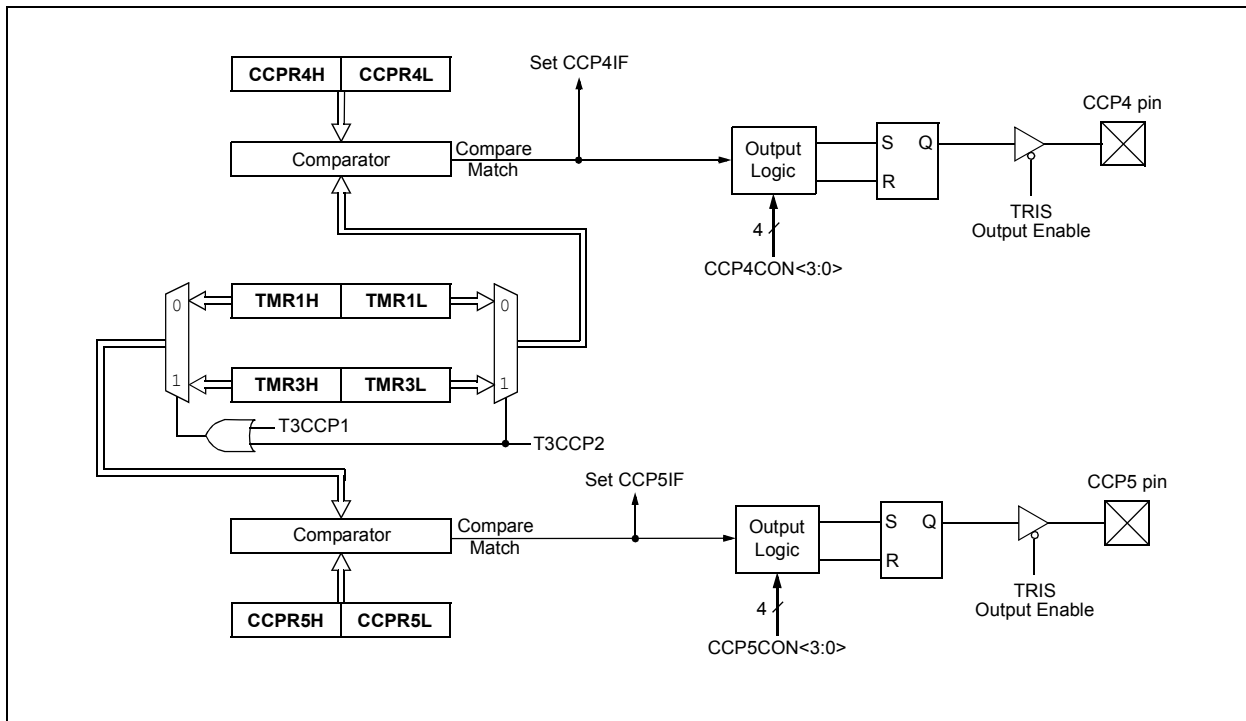 CCPR4H CCPR4L
Set CCP4IF
CCP4 pin
Comparator
Compare
Match
Output
Logic
S Q
R
TRIS
Output Enable
4
CCP4CON<3:0>
0 TMR1H TMR1L 0
1 TMR3H TMR3L 1
T3CCP1
T3CCP2
Set CCP5IF
CCP5 pin
Comparator
Compare
Match
Output
Logic
S Q
R
TRIS
Output Enable
4
CCPR5H CCPR5L
CCP5CON<3:0>